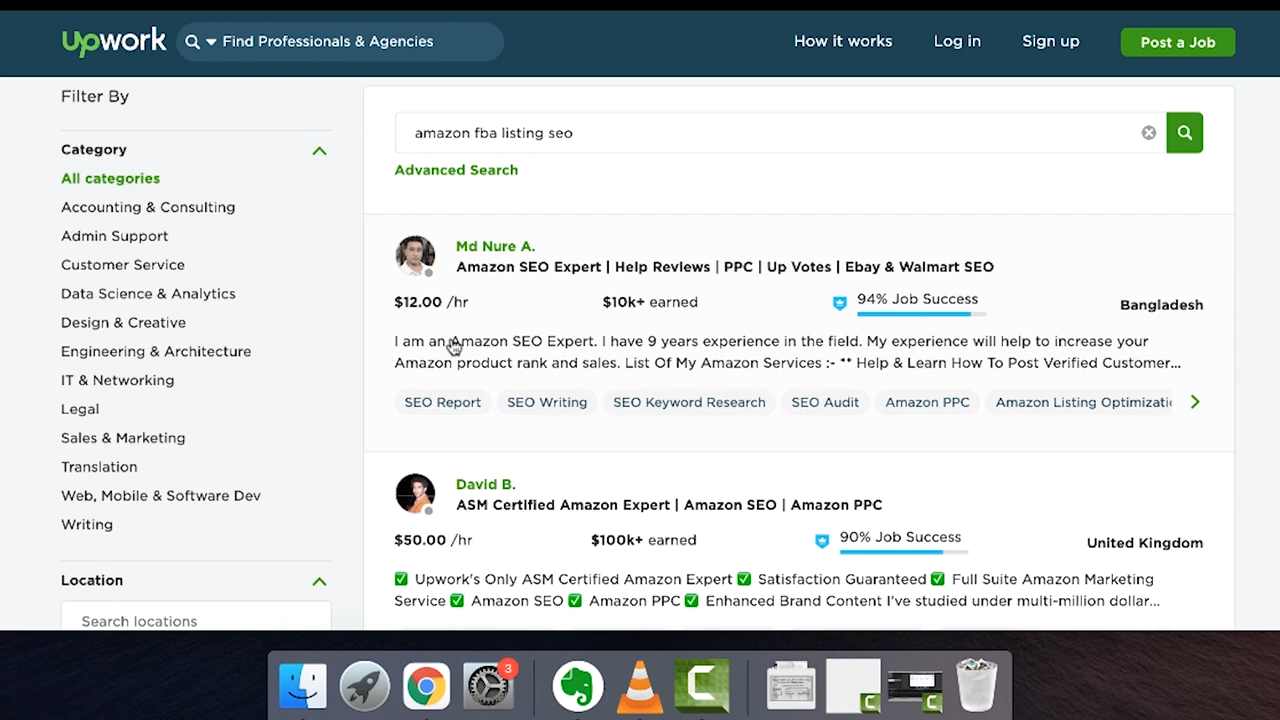 Upwork
Find Professionals & Agencies
How it works
Log in
Sign up
Post a Job
Filter By
Category
All categories
Accounting & Consulting
Admin Support
Customer Service
Data Science & Analytics
Design & Creative
Engineering & Architecture
IT & Networking
Legal
Sales & Marketing
Translation
Web, Mobile & Software Dev
Writing
Location
Search locations
amazon fba listing seo
Advanced Search
Md Nure A.
Amazon SEO Expert | Help Reviews | PPC | Up Votes | Ebay & Walmart SEO
$12.00 /hr
$10k+ earned
94% Job Success
Bangladesh
I am an Amazon SEO Expert. I have 9 years experience in the field. My experience will help to increase your
Amazon product rank and sales. List Of My Amazon Services :- ** Help & Learn How To Post Verified Customer...
SEO Report
SEO Writing
SEO Keyword Research
SEO Audit
Amazon PPC
Amazon Listing Optimizatio
David B.
ASM Certified Amazon Expert | Amazon SEO | Amazon PPC
$50.00 /hr
$100k+ earned
90% Job Success
United Kingdom
✅ Upwork's Only ASM Certified Amazon Expert ✅ Satisfaction Guaranteed ✅ Full Suite Amazon Marketing
Service ✅ Amazon SEO ✅ Amazon PPC ✅ Enhanced Brand Content I've studied under multi-million dollar...
3